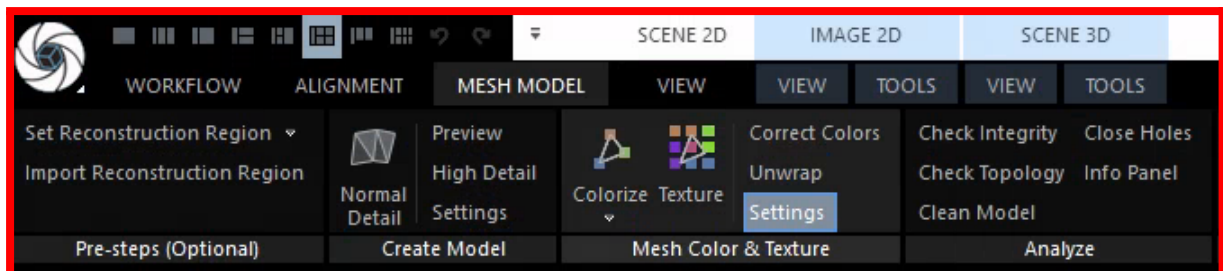 SCENE 2D IMAGE 2D SCENE 3D
WORKFLOW ALIGNMENT MESH MODEL VIEW VIEW TOOLS VIEW TOOLS
Set Reconstruction Region
Import Reconstruction Region
Pre-steps (Optional)
Normal
Detail
Preview
High Detail
Settings
Create Model
Colorize
Texture
Correct Colors
Unwrap
Settings
Mesh Color & Texture
Check Integrity
Check Topology
Clean Model
Close Holes
Info Panel
Analyze